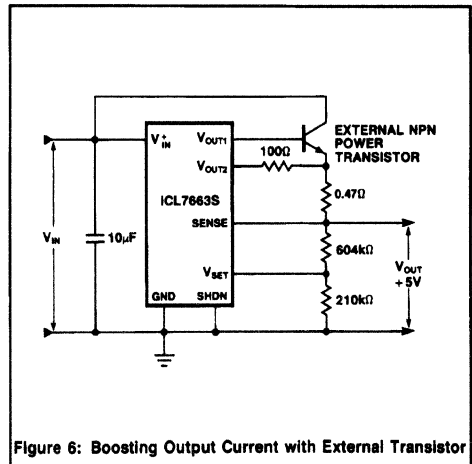 V+IN
VOUT1
EXTERNAL NPN
POWER
TRANSISTOR
100Ω
VOUT2
0.47Ω
ICL7663S
SENSE
VIN
10μF
604kΩ
VOUT
+5V
VSET
210kΩ
GND
SHDN
Figure 6: Boosting Output Current with External Transistor